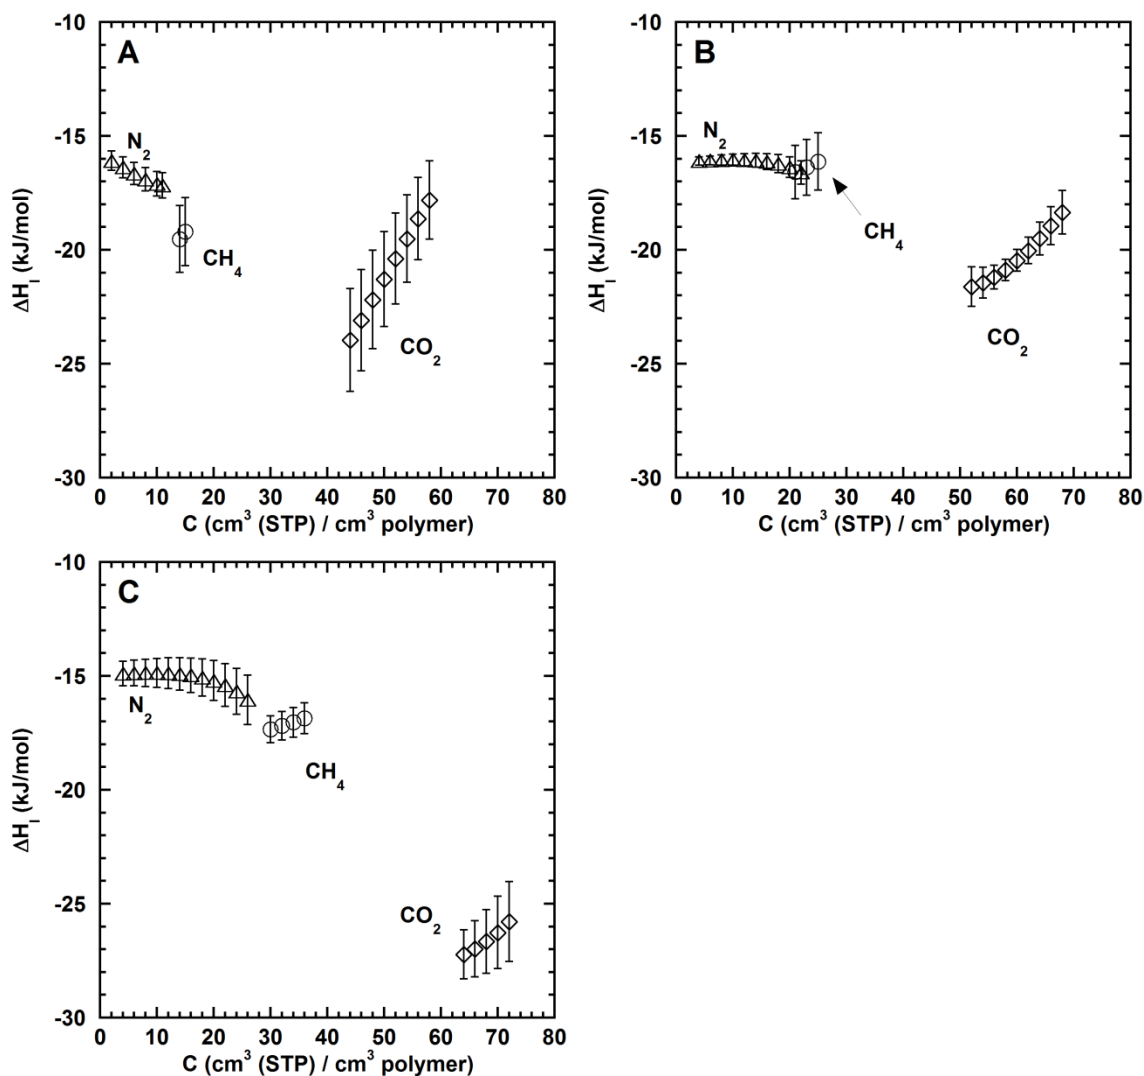 A
-10
-15
-20
-25
-30
ΔH_I (kJ/mol)
N₂
CH₄
CO₂
0 10 20 30 40 50 60 70 80
C (cm³ (STP) / cm³ polymer)
B
-10
-15
-20
-25
-30
ΔH_I (kJ/mol)
N₂
CH₄
CO₂
0 10 20 30 40 50 60 70 80
C (cm³ (STP) / cm³ polymer)
C
-10
-15
-20
-25
-30
ΔH_I (kJ/mol)
N₂
CH₄
CO₂
0 10 20 30 40 50 60 70 80
C (cm³ (STP) / cm³ polymer)